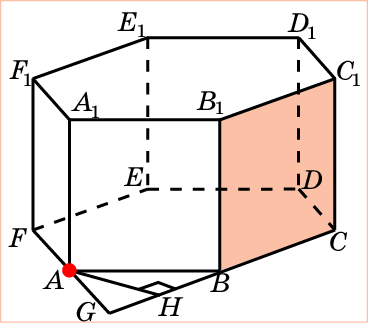 E₁ D₁
F₁ C₁
A₁ B₁
E D
F C
A B
G H